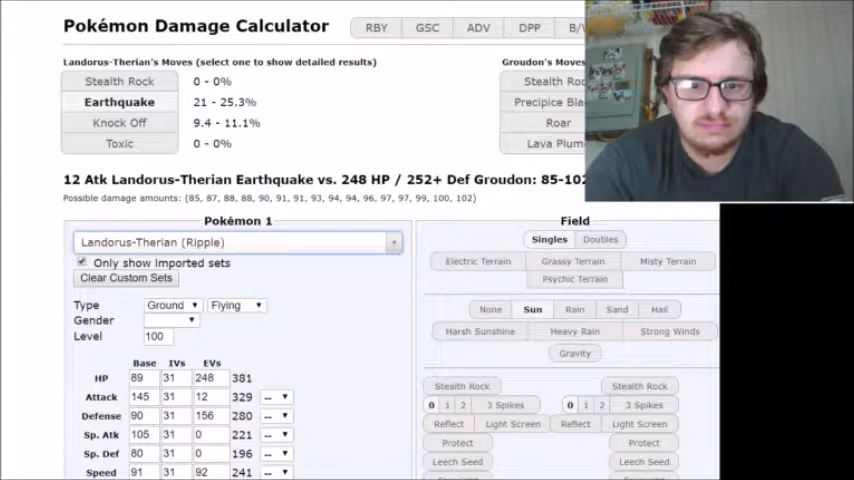 Pokémon Damage Calculator
RBY GSC ADV DPP B/
Landorus-Therian's Moves (select one to show detailed results)
Groudon's Moves
Stealth Rock 0 - 0%
Earthquake 21 - 25.3%
Knock Off 9.4 - 11.1%
Toxic 0 - 0%
Stealth Roc
Precipice Bla
Roar
Lava Plum
12 Atk Landorus-Therian Earthquake vs. 248 HP / 252+ Def Groudon: 85-102
Possible damage amounts: (85, 87, 88, 88, 90, 91, 91, 93, 94, 94, 96, 97, 97, 99, 100, 102)
Pokémon 1
Landorus-Therian (Ripple)
Only show imported sets
Clear Custom Sets
Type Ground Flying
Gender
Level 100
Base IVs EVs
HP 89 31 248 381
Attack 145 31 12 329 --
Defense 90 31 156 280 --
Sp. Atk 105 31 0 221 --
Sp. Def 80 31 0 196 --
Speed 91 31 92 241 --
Field
Singles Doubles
Electric Terrain Grassy Terrain Misty Terrain
Psychic Terrain
None Sun Rain Sand Hail
Harsh Sunshine Heavy Rain Strong Winds
Gravity
Stealth Rock Stealth Rock
0 1 2 3 Spikes 0 1 2 3 Spikes
Reflect Light Screen Reflect Light Screen
Protect Protect
Leech Seed Leech Seed